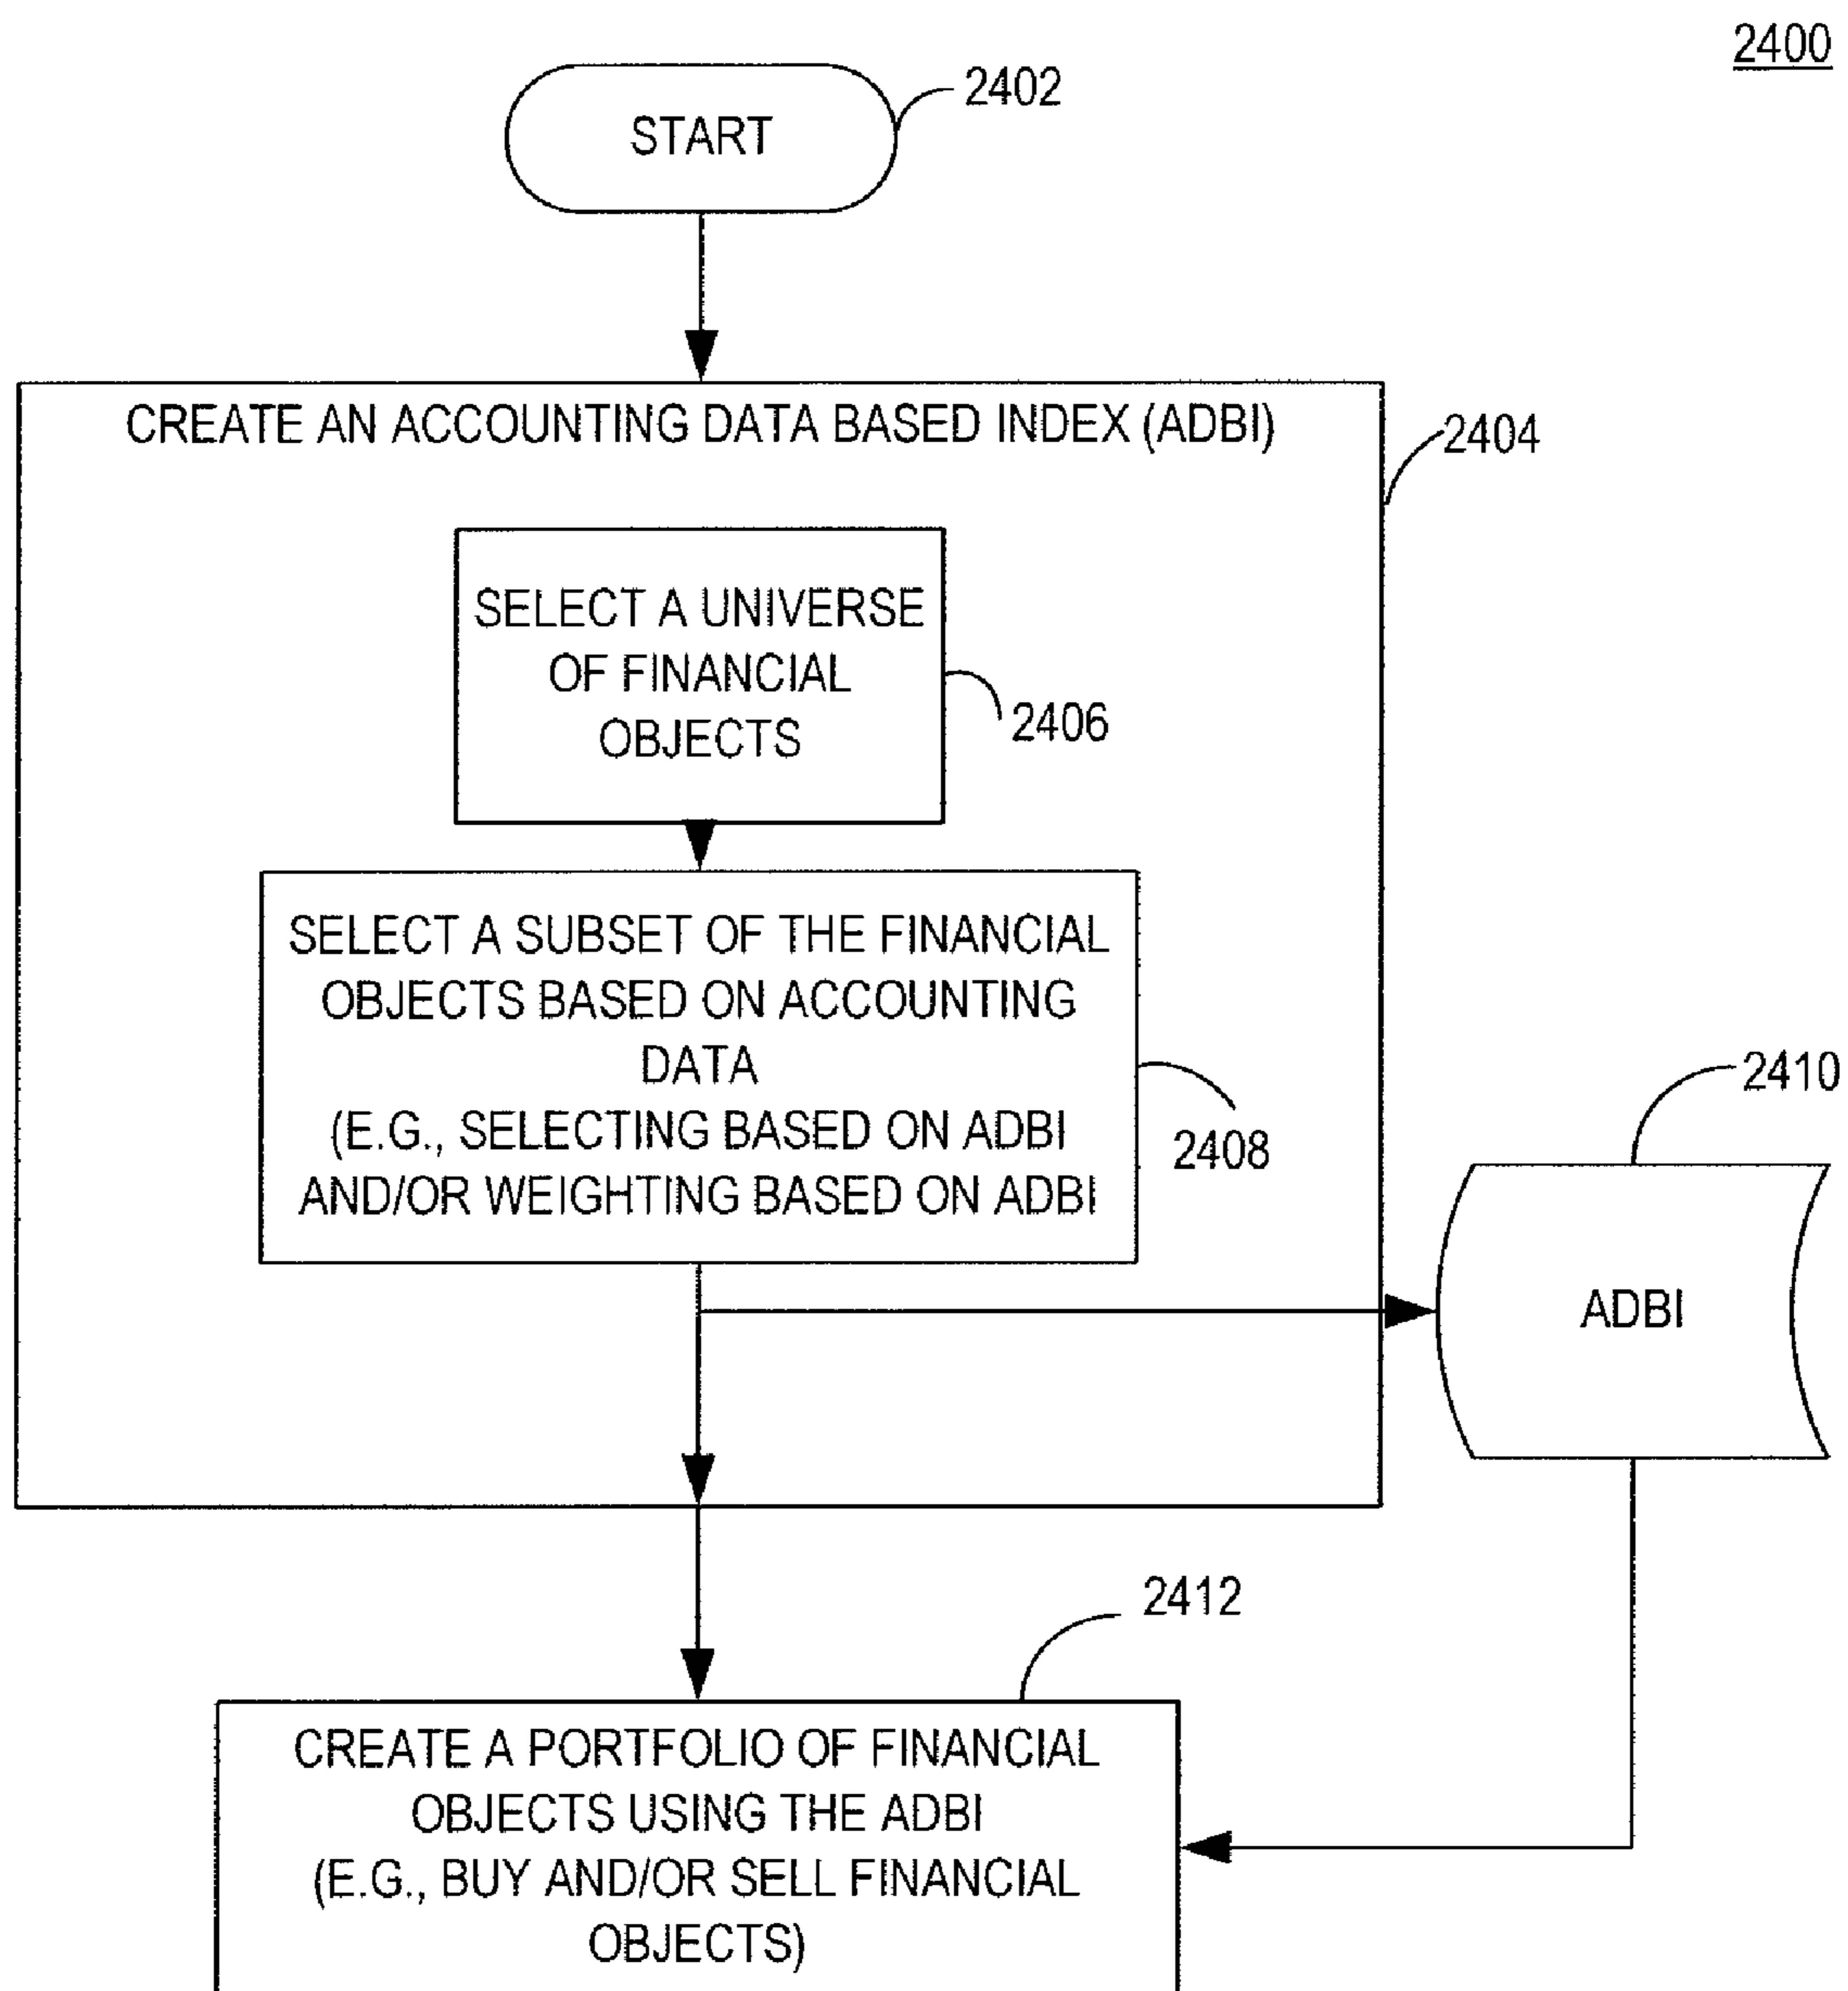 2400
2402
START
CREATE AN ACCOUNTING DATA BASED INDEX (ADBI)
2404
SELECT A UNIVERSE
OF FINANCIAL
OBJECTS
2406
SELECT A SUBSET OF THE FINANCIAL
OBJECTS BASED ON ACCOUNTING
DATA
(E.G., SELECTING BASED ON ADBI
AND/OR WEIGHTING BASED ON ADBI
2408
2410
ADBI
2412
CREATE A PORTFOLIO OF FINANCIAL
OBJECTS USING THE ADBI
(E.G., BUY AND/OR SELL FINANCIAL
OBJECTS)